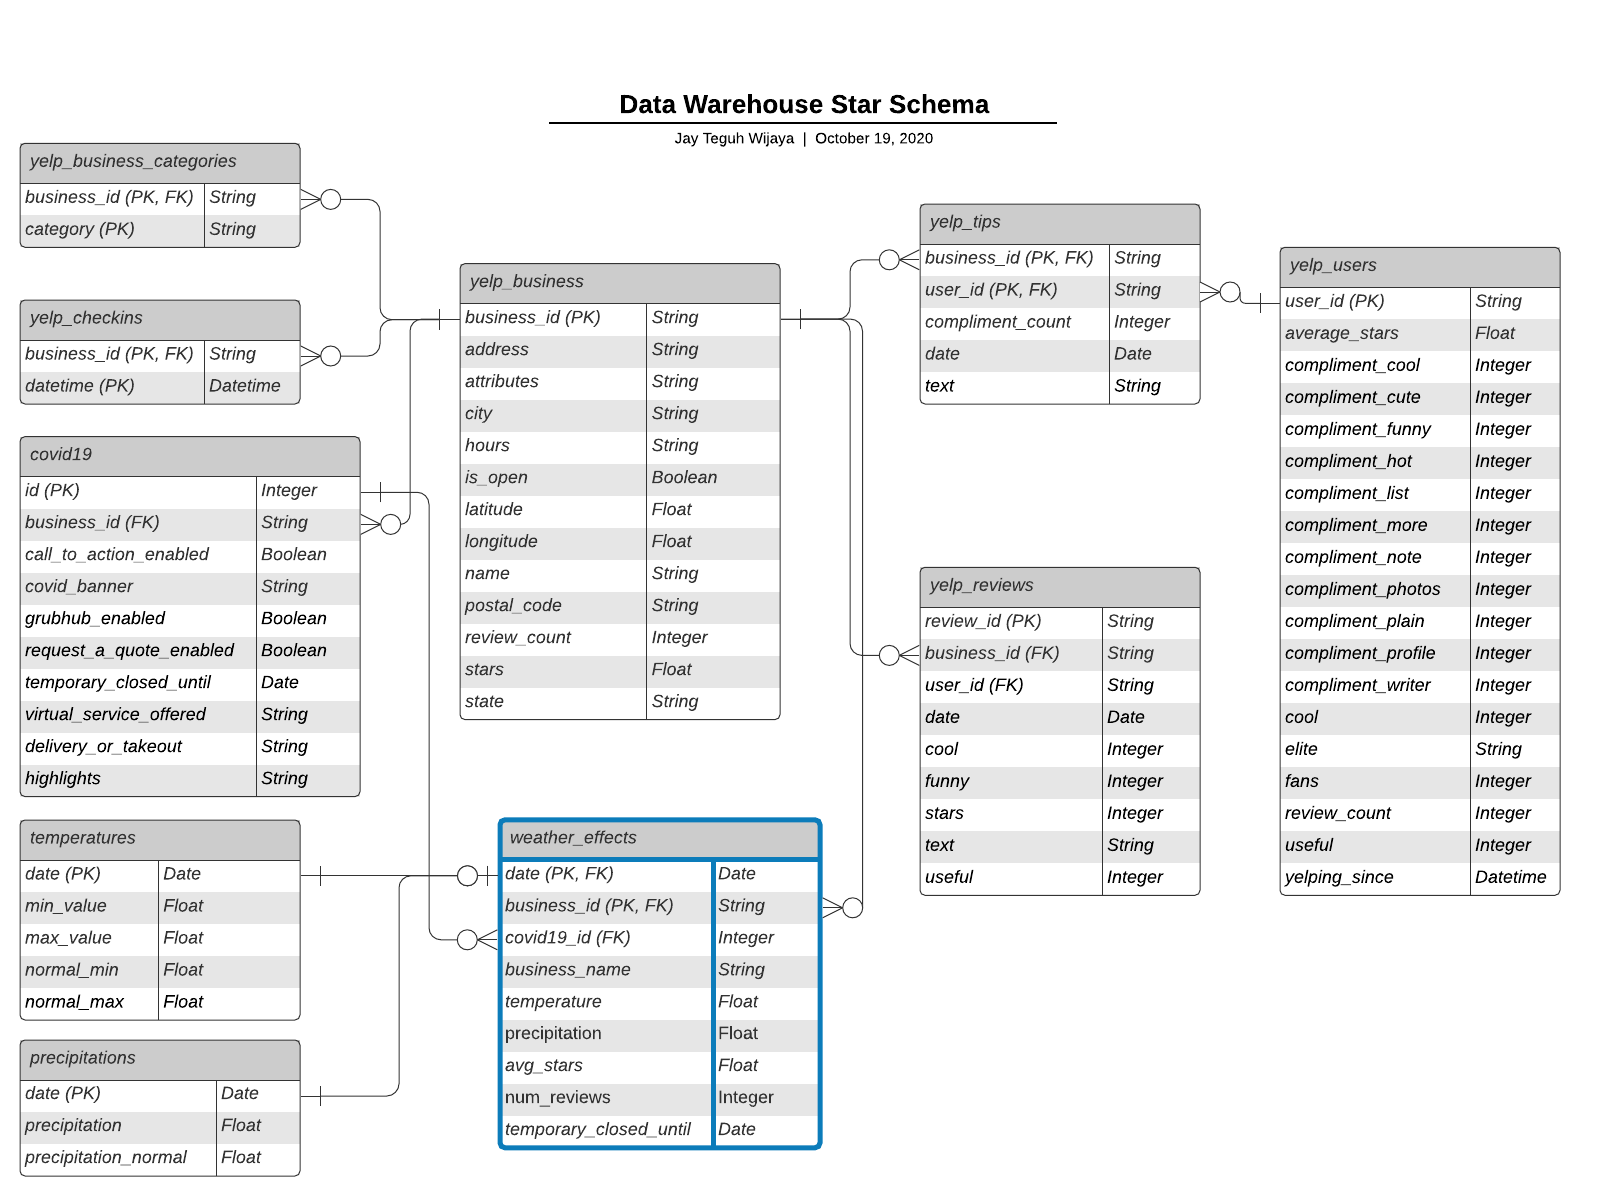 Data Warehouse Star Schema
Jay Teguh Wijaya | October 19, 2020
yelp_business_categories
business_id (PK, FK) String
category (PK) String
yelp_checkins
business_id (PK, FK) String
datetime (PK) Datetime
covid19
id (PK) Integer
business_id (FK) String
call_to_action_enabled Boolean
covid_banner String
grubhub_enabled Boolean
request_a_quote_enabled Boolean
temporary_closed_until Date
virtual_service_offered String
delivery_or_takeout String
highlights String
temperatures
date (PK) Date
min_value Float
max_value Float
normal_min Float
normal_max Float
precipitations
date (PK) Date
precipitation Float
precipitation_normal Float
yelp_business
business_id (PK) String
address String
attributes String
city String
hours String
is_open Boolean
latitude Float
longitude Float
name String
postal_code String
review_count Integer
stars Float
state String
weather_effects
date (PK, FK) Date
business_id (PK, FK) String
covid19_id (FK) Integer
business_name String
temperature Float
precipitation Float
avg_stars Float
num_reviews Integer
temporary_closed_until Date
yelp_tips
business_id (PK, FK) String
user_id (PK, FK) String
compliment_count Integer
date Date
text String
yelp_reviews
review_id (PK) String
business_id (FK) String
user_id (FK) String
date Date
cool Integer
funny Integer
stars Integer
text String
useful Integer
yelp_users
user_id (PK) String
average_stars Float
compliment_cool Integer
compliment_cute Integer
compliment_funny Integer
compliment_hot Integer
compliment_list Integer
compliment_more Integer
compliment_note Integer
compliment_photos Integer
compliment_plain Integer
compliment_profile Integer
compliment_writer Integer
cool Integer
elite String
fans Integer
review_count Integer
useful Integer
yelping_since Datetime